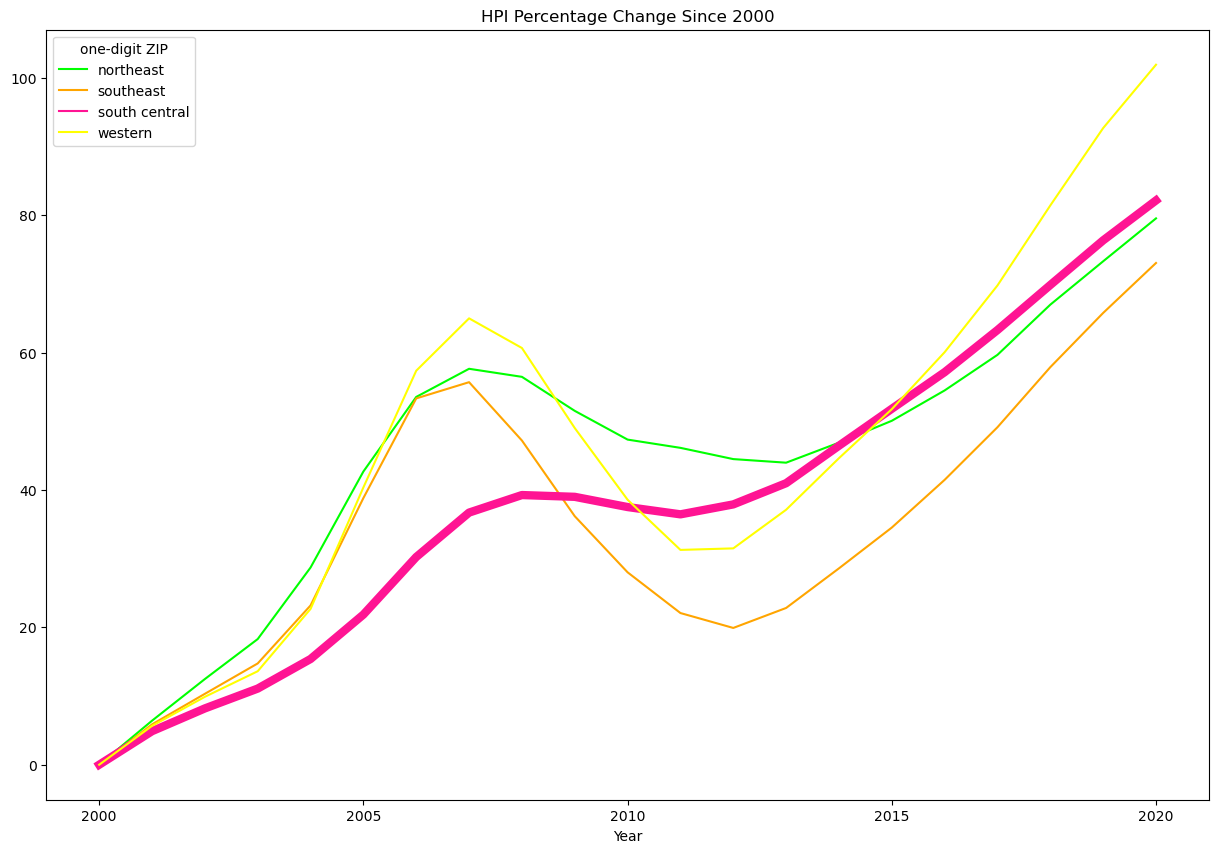 HPI Percentage Change Since 2000
one-digit ZIP
northeast
southeast
south central
western
100
80
60
40
20
0
2000 2005 2010 2015 2020
Year